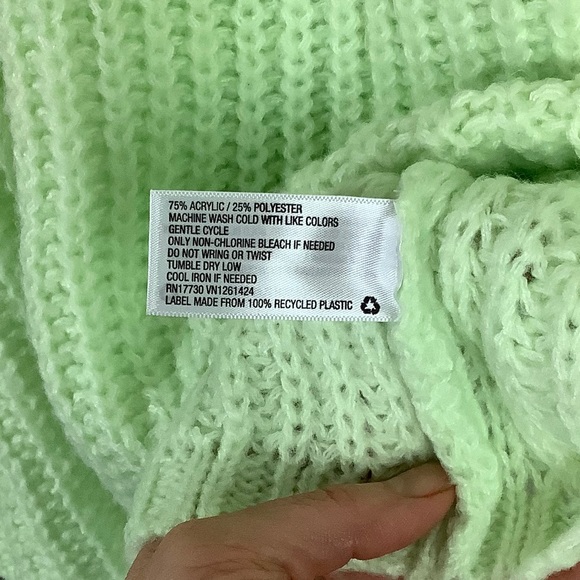 75% ACRYLIC / 25% POLYESTER
MACHINE WASH COLD WITH LIKE COLORS
GENTLE CYCLE
ONLY NON-CHLORINE BLEACH IF NEEDED
DO NOT WRING OR TWIST
TUMBLE DRY LOW
COOL IRON IF NEEDED
RN17730 VN1261424
LABEL MADE FROM 100% RECYCLED PLASTIC